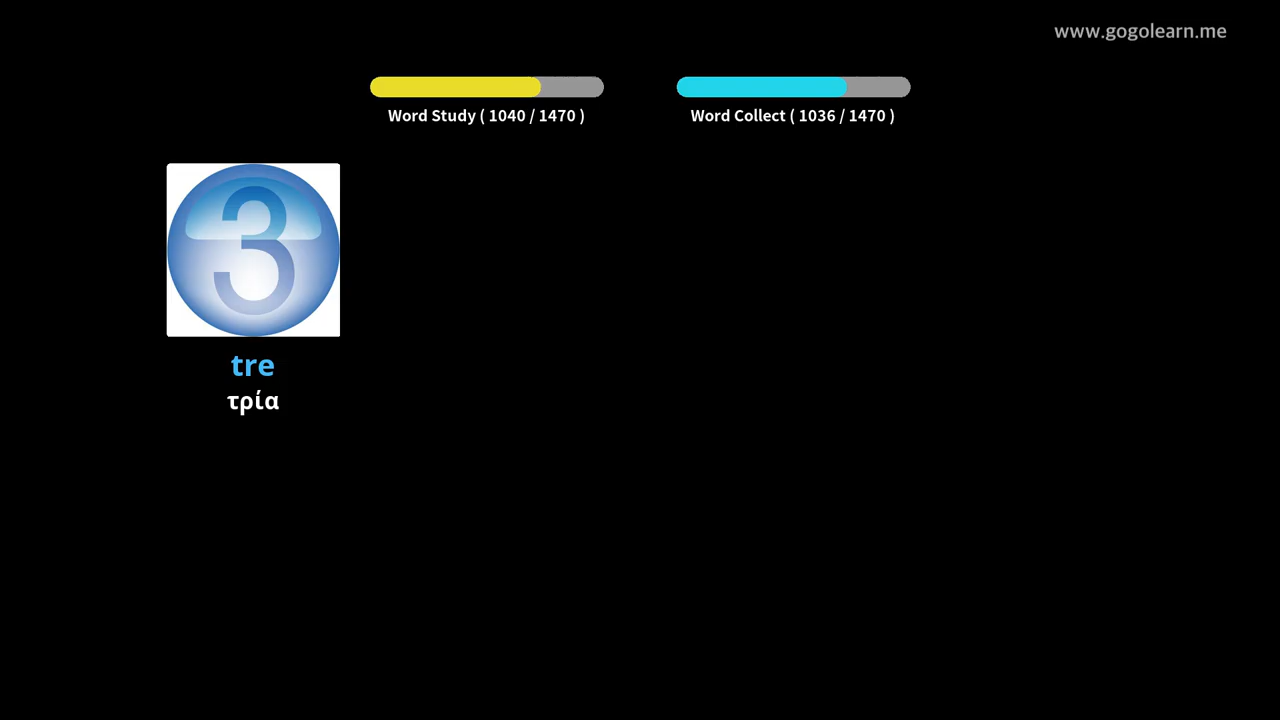 www.gogolearn.me
Word Study ( 1040 / 1470 )
Word Collect ( 1036 / 1470 )
3
tre
τρία